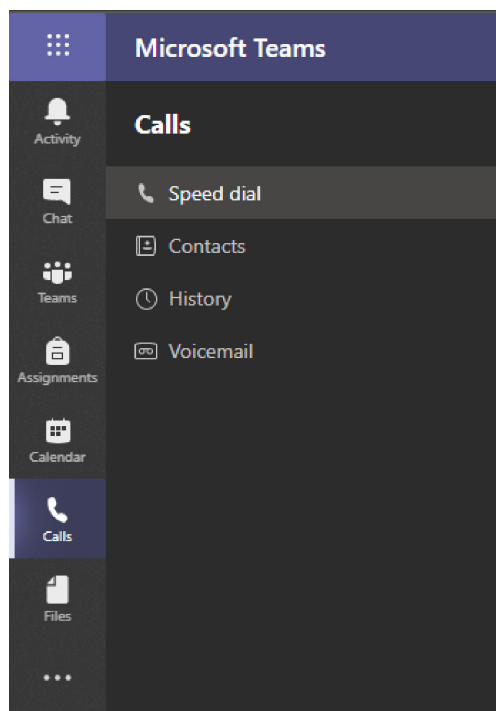 Microsoft Teams
Activity
Chat
Teams
Assignments
Calendar
Calls
Files
Calls
Speed dial
Contacts
History
Voicemail